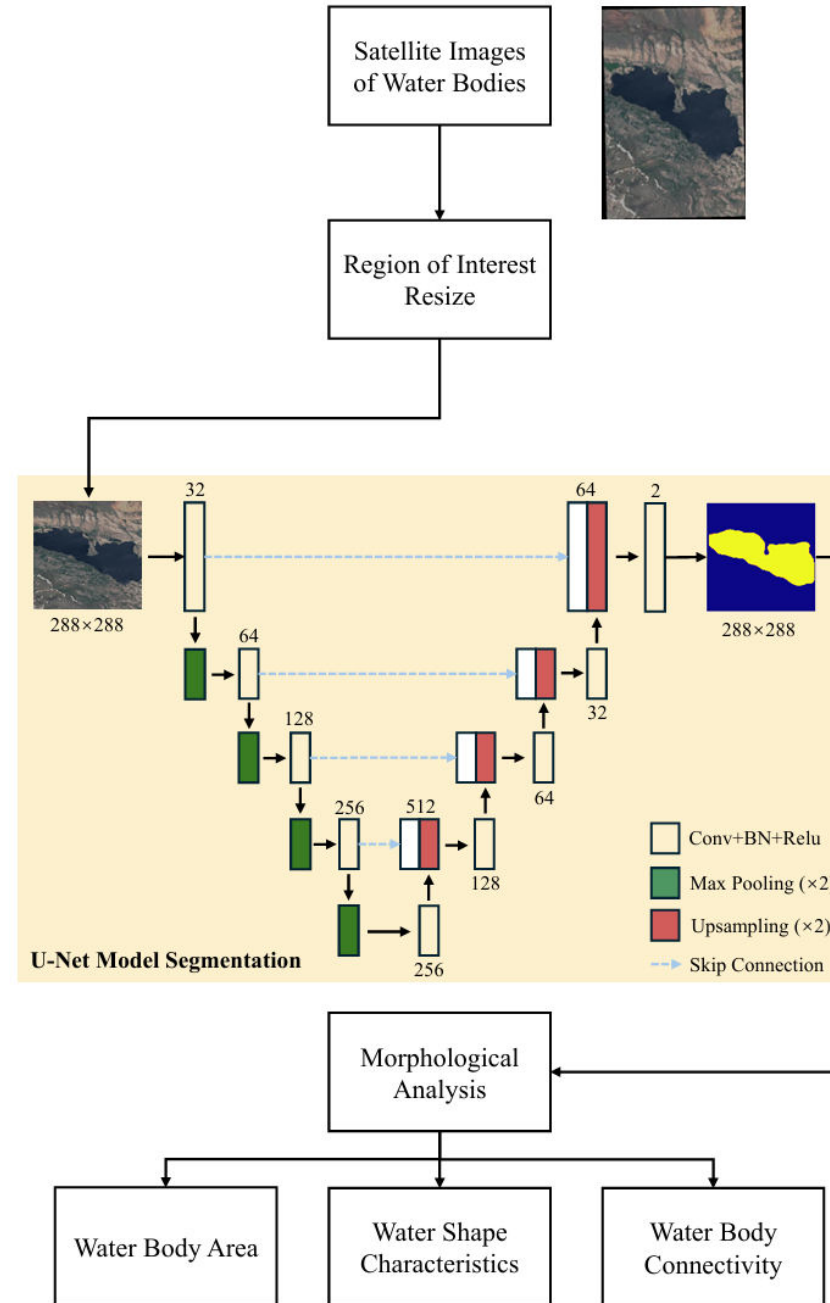 Satellite Images
of Water Bodies
Region of Interest
Resize
32
64
2
288×288
288×288
64
32
128
64
256
512
128
256
Conv+BN+Relu
Max Pooling (×2
Upsampling (×2)
Skip Connection
U-Net Model Segmentation
Morphological
Analysis
Water Body Area
Water Shape
Characteristics
Water Body
Connectivity